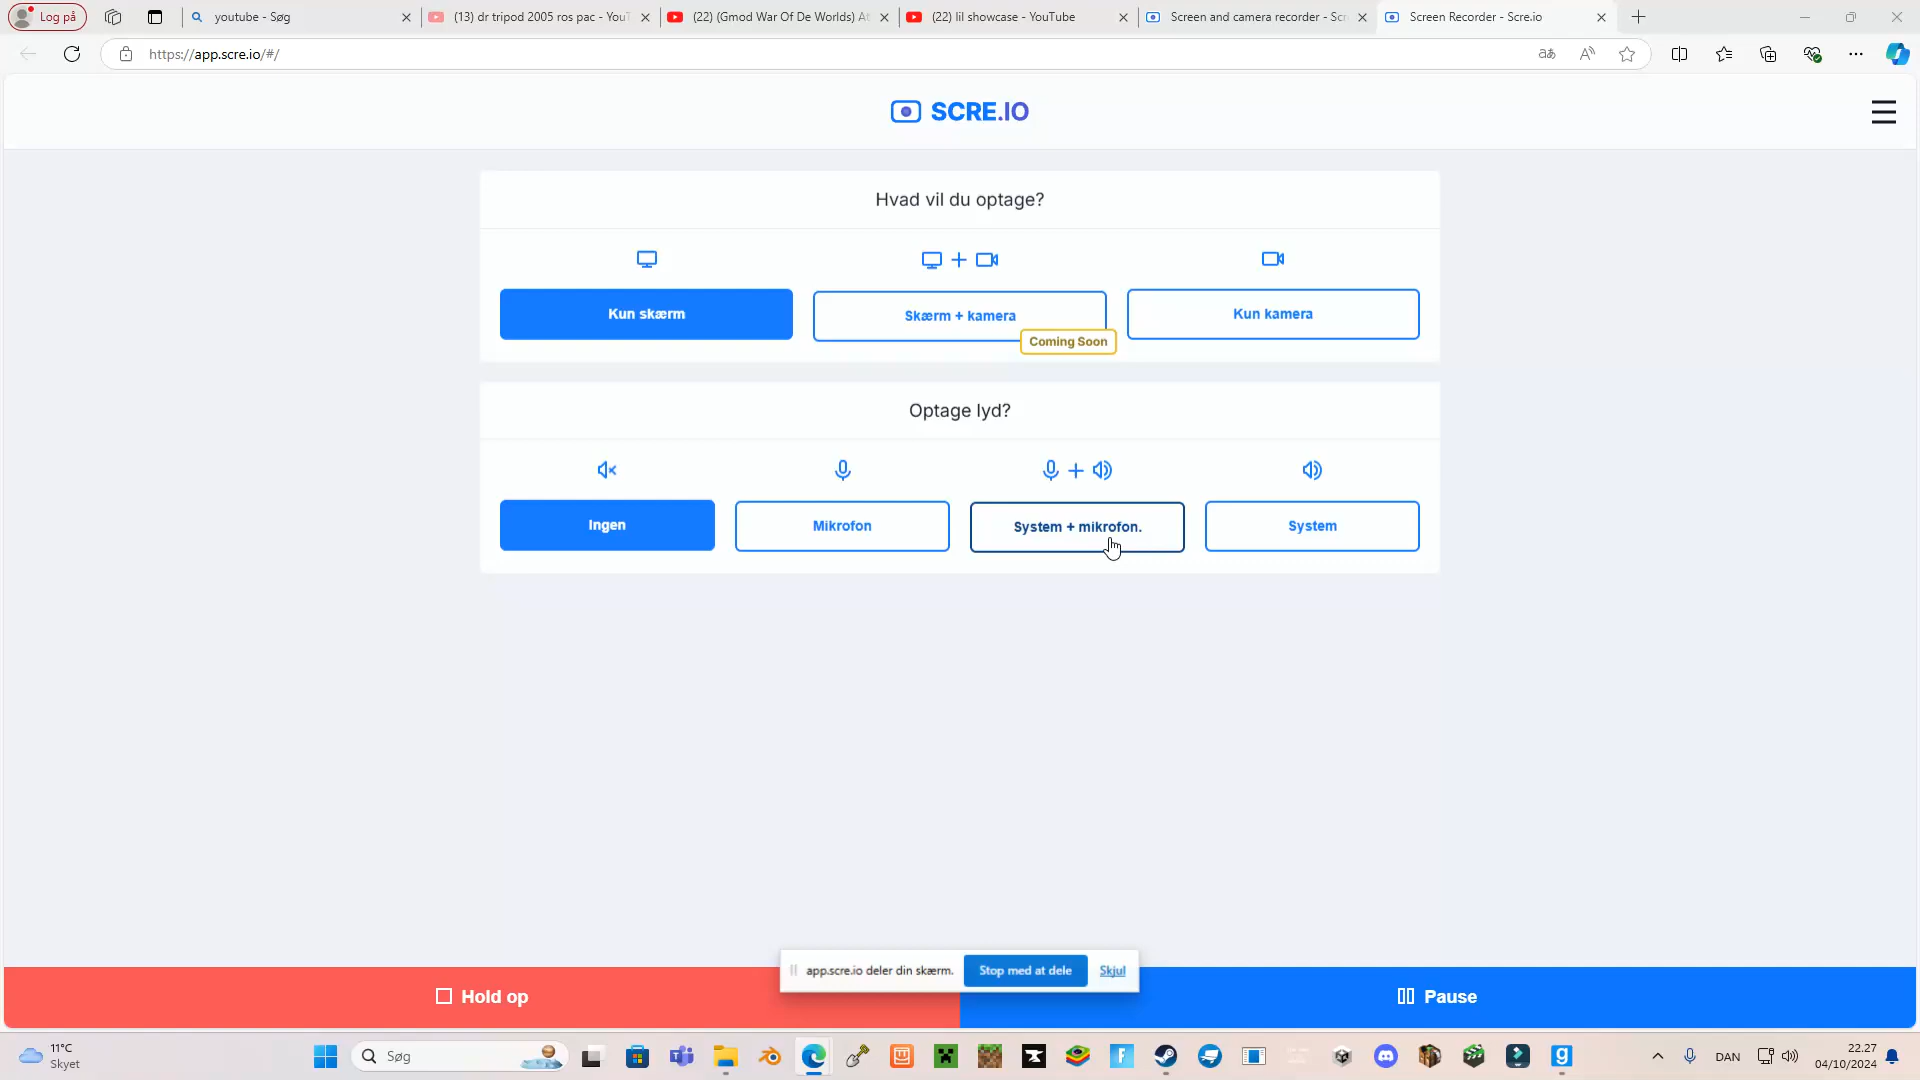 Log på
youtube - Søg
(13) dr tripod 2005 ros pac - YouT
(22) (Gmod War Of De Worlds) At
(22) lil showcase - YouTube
Screen and camera recorder - Scr
Screen Recorder - Scre.io
https://app.scre.io/#/
aあ
SCRE.IO
Hvad vil du optage?
Kun skærm
Skærm + kamera
Kun kamera
Coming Soon
Optage lyd?
Ingen
Mikrofon
System + mikrofon.
System
app.scre.io deler din skærm.
Stop med at dele
Skjul
Hold op
Pause
11°C
Skyet
Søg
DAN
22.27
04/10/2024